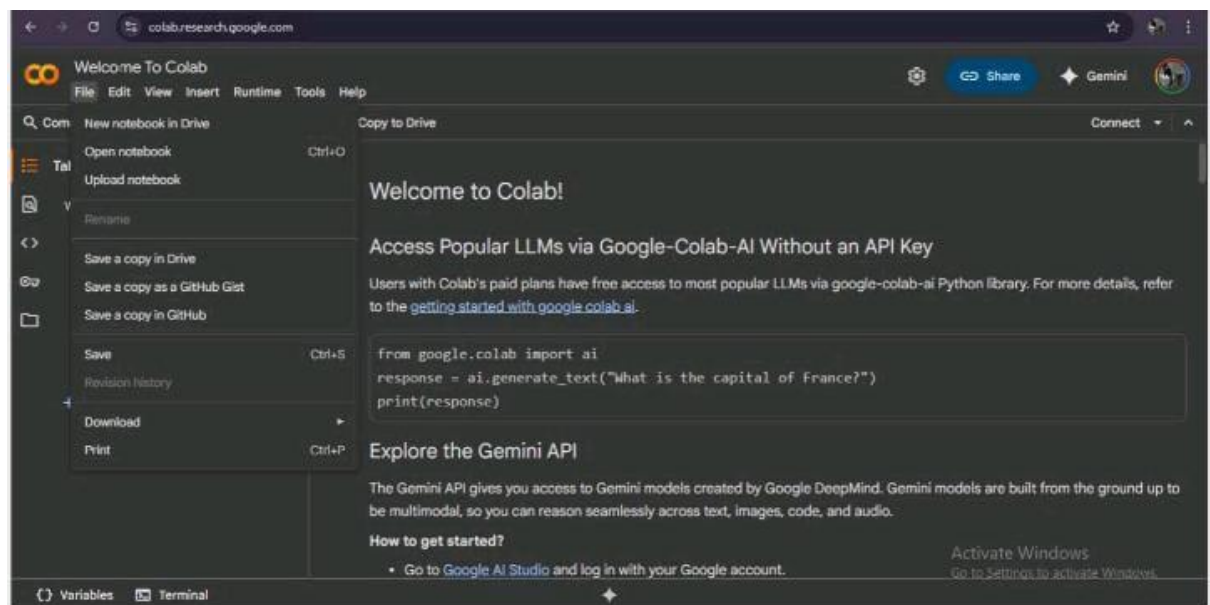 colab.research.google.com
Welcome To Colab
File Edit View Insert Runtime Tools Help
Share
Gemini
Com
Copy to Drive
Connect
New notebook in Drive
Open notebook Ctrl+O
Upload notebook
Rename
Save a copy in Drive
Save a copy as a GitHub Gist
Save a copy in GitHub
Save Ctrl+S
Revision history
Download
Print Ctrl+P
Tal
Welcome to Colab!
Access Popular LLMs via Google-Colab-AI Without an API Key
Users with Colab's paid plans have free access to most popular LLMs via google-colab-ai Python library. For more details, refer
to the getting started with google colab ai.
from google.colab import ai
response = ai.generate_text("What is the capital of France?")
print(response)
Explore the Gemini API
The Gemini API gives you access to Gemini models created by Google DeepMind. Gemini models are built from the ground up to
be multimodal, so you can reason seamlessly across text, images, code, and audio.
How to get started?
• Go to Google AI Studio and log in with your Google account.
Activate Windows
Go to Settings to activate Windows.
Variables
Terminal